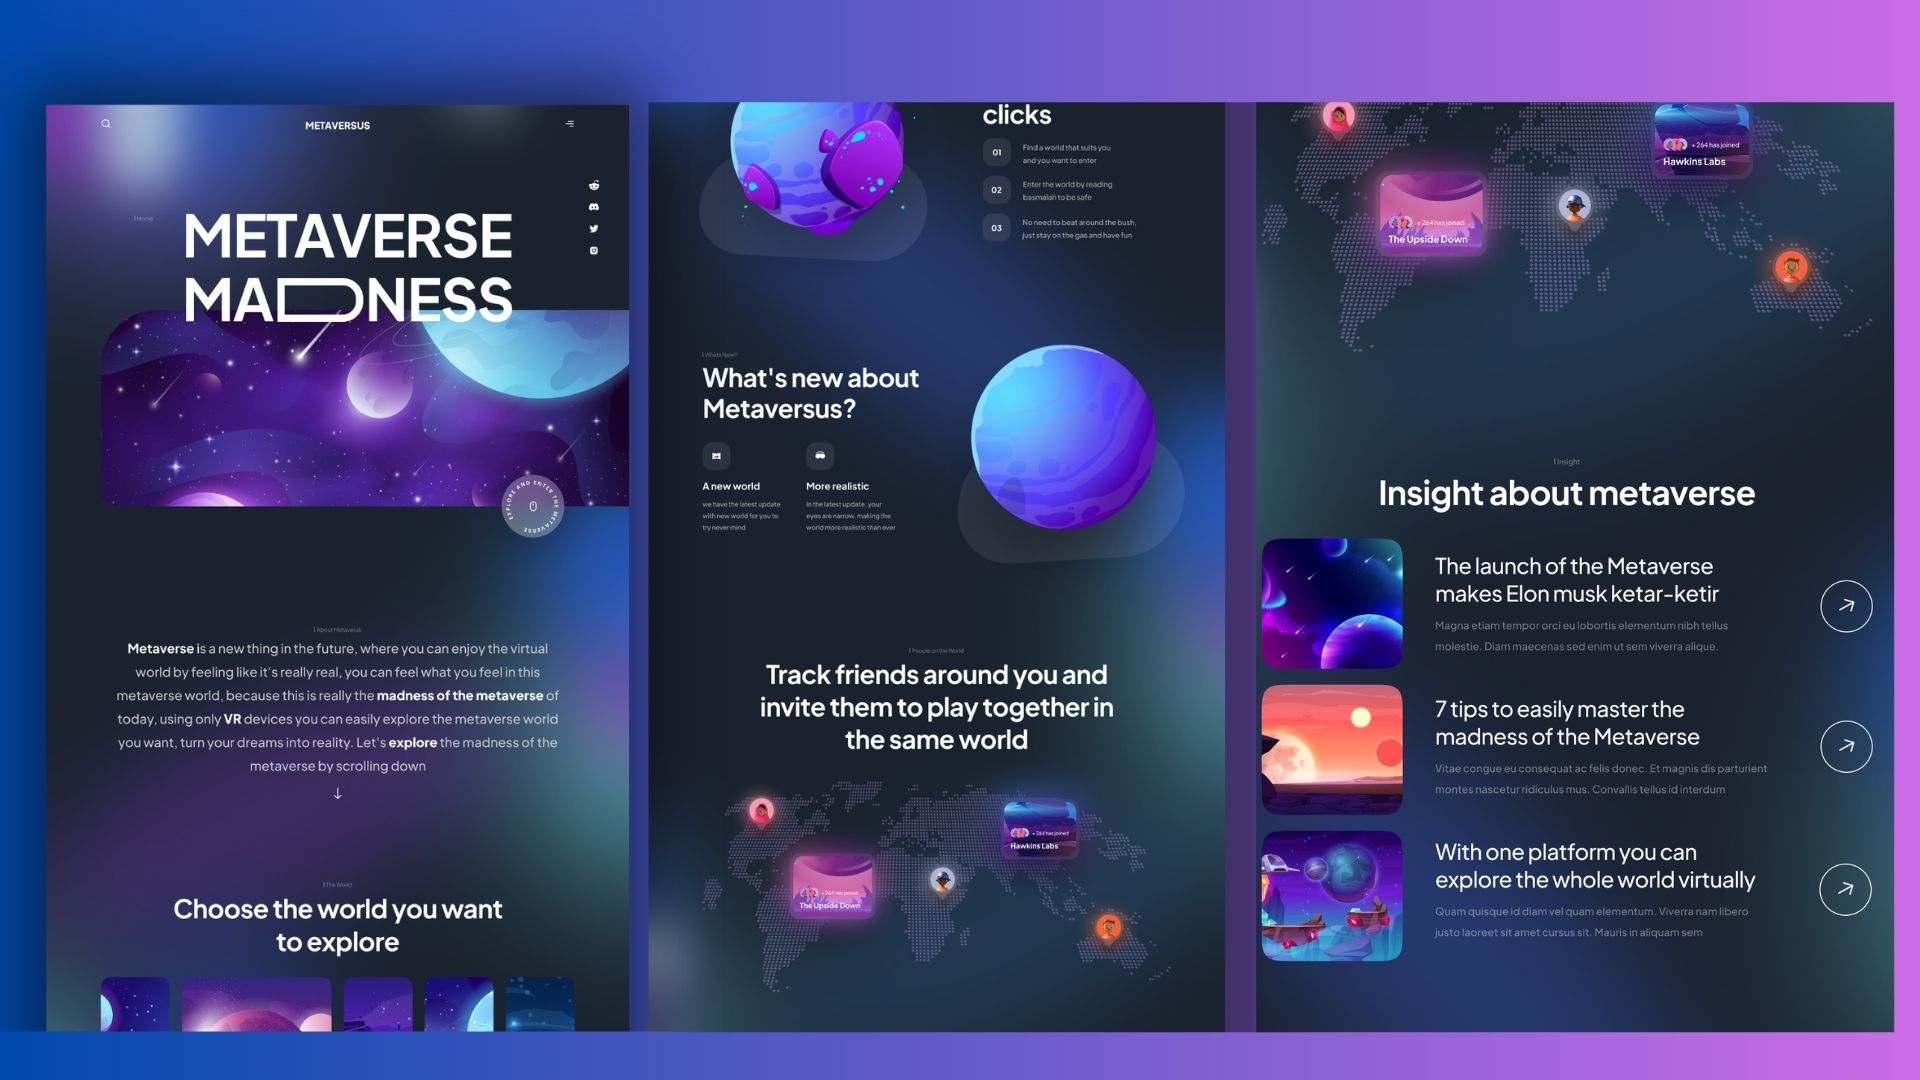 METAVERSUS
| Home
METAVERSE
MADNESS
EXPLORE AND ENTER THE METAVERSE
| About Metaverus
Metaverse is a new thing in the future, where you can enjoy the virtual
world by feeling like it's really real, you can feel what you feel in this
metaverse world, because this is really the madness of the metaverse of
today, using only VR devices you can easily explore the metaverse world
you want, turn your dreams into reality. Let's explore the madness of the
metaverse by scrolling down
| The World
Choose the world you want
to explore
clicks
01
Find a world that suits you
and you want to enter
02
Enter the world by reading
basmalah to be safe
03
No need to beat around the bush,
just stay on the gas and have fun
| Whats New?
What's new about
Metaversus?
A new world
we have the latest update
with new world for you to
try never mind
More realistic
In the latest update, your
eyes are narrow, making the
world more realistic than ever
| People on the World
Track friends around you and
invite them to play together in
the same world
+ 264 has joined
Hawkins Labs
+ 264 has joined
The Upside Down
+ 264 has joined
Hawkins Labs
+ 264 has joined
The Upside Down
| Insight
Insight about metaverse
The launch of the Metaverse
makes Elon musk ketar-ketir
Magna etiam tempor orci eu lobortis elementum nibh tellus
molestie. Diam maecenas sed enim ut sem viverra alique.
7 tips to easily master the
madness of the Metaverse
Vitae congue eu consequat ac felis donec. Et magnis dis parturient
montes nascetur ridiculus mus. Convallis tellus id interdum
With one platform you can
explore the whole world virtually
Quam quisque id diam vel quam elementum. Viverra nam libero
justo laoreet sit amet cursus sit. Mauris in aliquam sem